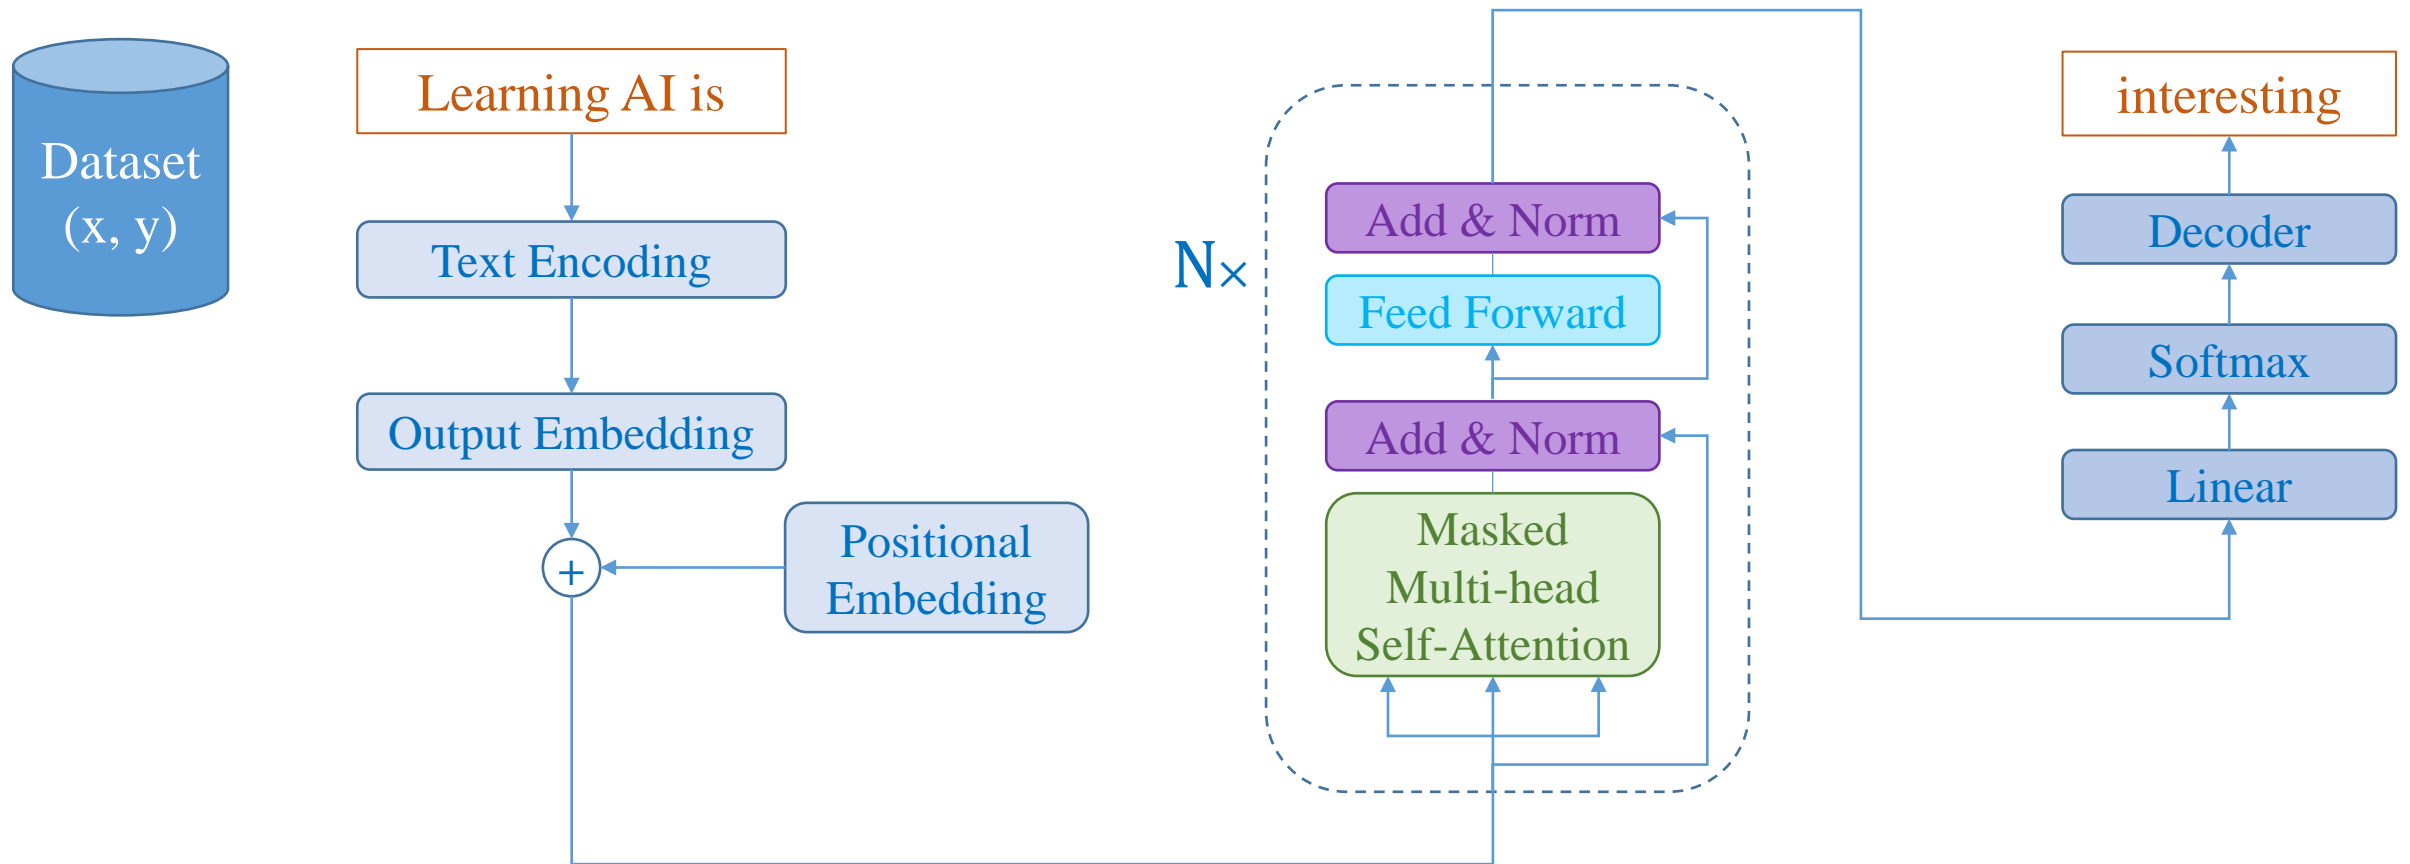 Dataset
(x, y)
Learning AI is
Text Encoding
Output Embedding
+
Positional
Embedding
N×
Add & Norm
Feed Forward
Add & Norm
Masked
Multi-head
Self-Attention
interesting
Decoder
Softmax
Linear